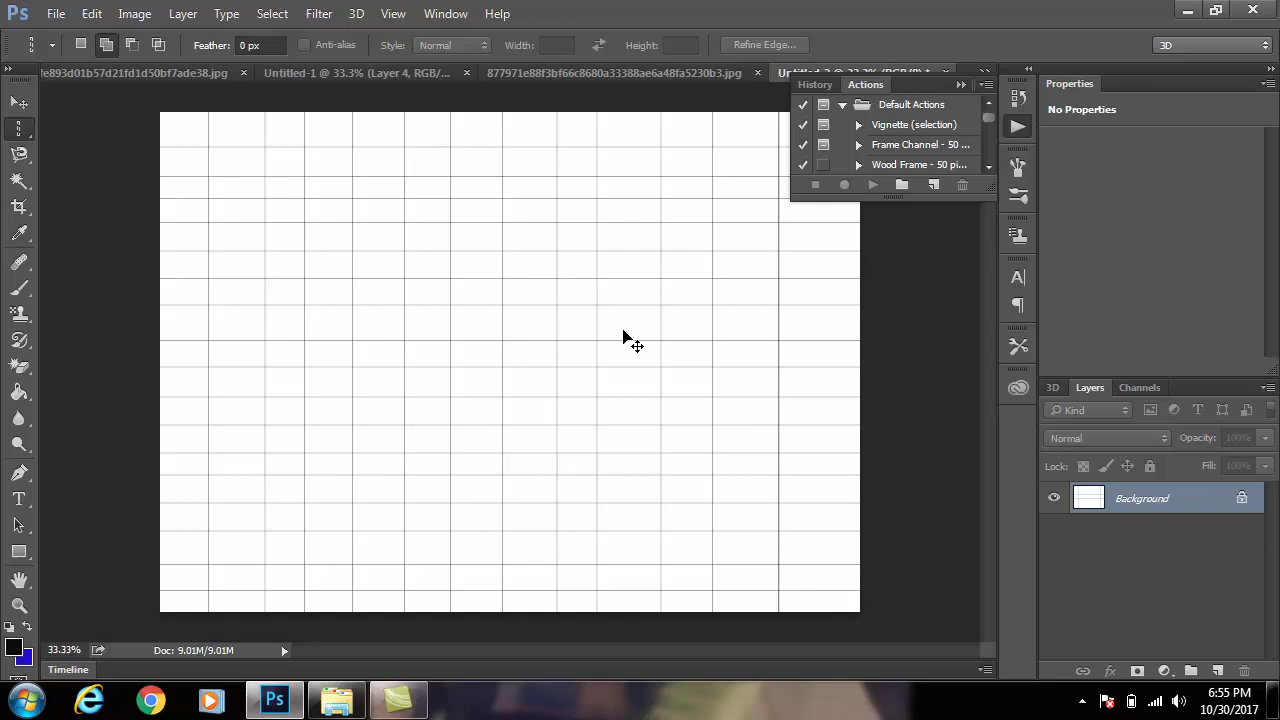 Ps File Edit Image Layer Type Select Filter 3D View Window Help
Feather: 0 px Anti-alias Style: Normal Width: Height: Refine Edge... 3D
fe893d01b57d21fd1d50bf7ade38.jpg Untitled-1 @ 33.3% (Layer 4, RGB/... 877971e88f3bf66c8680a33388ae6a48fa5230b3.jpg
History Actions
Default Actions
Vignette (selection)
Frame Channel - 50 ...
Wood Frame - 50 pi...
Properties
No Properties
3D Layers Channels
Kind
Normal Opacity: 100%
Lock: Fill: 100%
Background
33.33% Doc: 9.01M/9.01M
Timeline
Ps
6:55 PM
10/30/2017